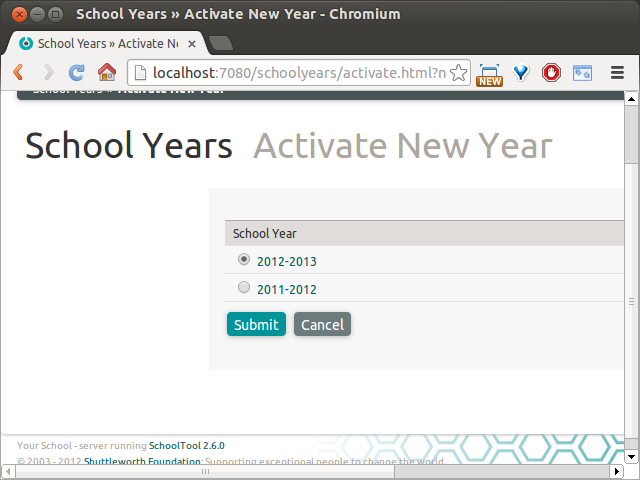 School Years » Activate New Year - Chromium
School Years » Activate Ne
localhost:7080/schoolyears/activate.html?n
NEW
School Years » Activate New Year
School Years Activate New Year
School Year
2012-2013
2011-2012
Submit Cancel
Your School - server running SchoolTool 2.6.0
© 2003 - 2012 Shuttleworth Foundation: Supporting exceptional people to change the world